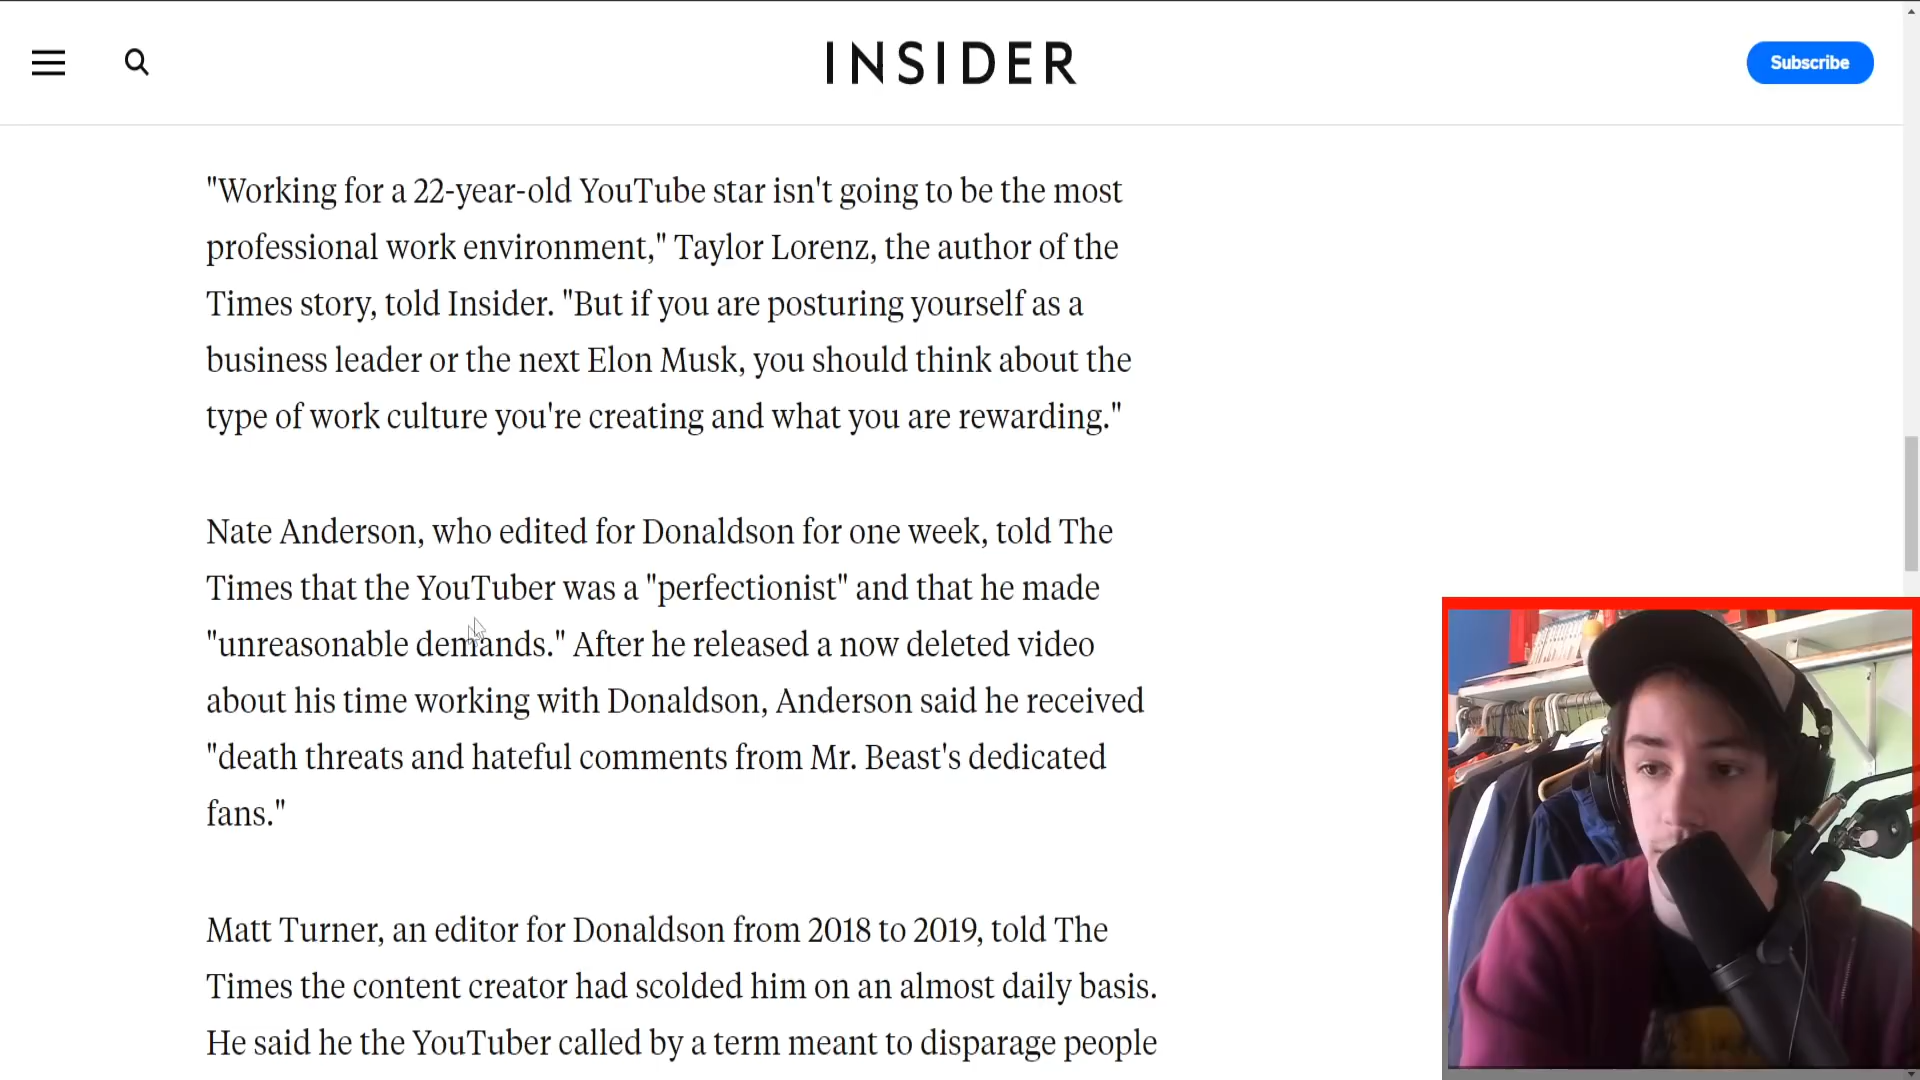 INSIDER
Subscribe
"Working for a 22-year-old YouTube star isn't going to be the most
professional work environment," Taylor Lorenz, the author of the
Times story, told Insider. "But if you are posturing yourself as a
business leader or the next Elon Musk, you should think about the
type of work culture you're creating and what you are rewarding."
Nate Anderson, who edited for Donaldson for one week, told The
Times that the YouTuber was a "perfectionist" and that he made
"unreasonable demands." After he released a now deleted video
about his time working with Donaldson, Anderson said he received
"death threats and hateful comments from Mr. Beast's dedicated
fans."
Matt Turner, an editor for Donaldson from 2018 to 2019, told The
Times the content creator had scolded him on an almost daily basis.
He said he the YouTuber called by a term meant to disparage people